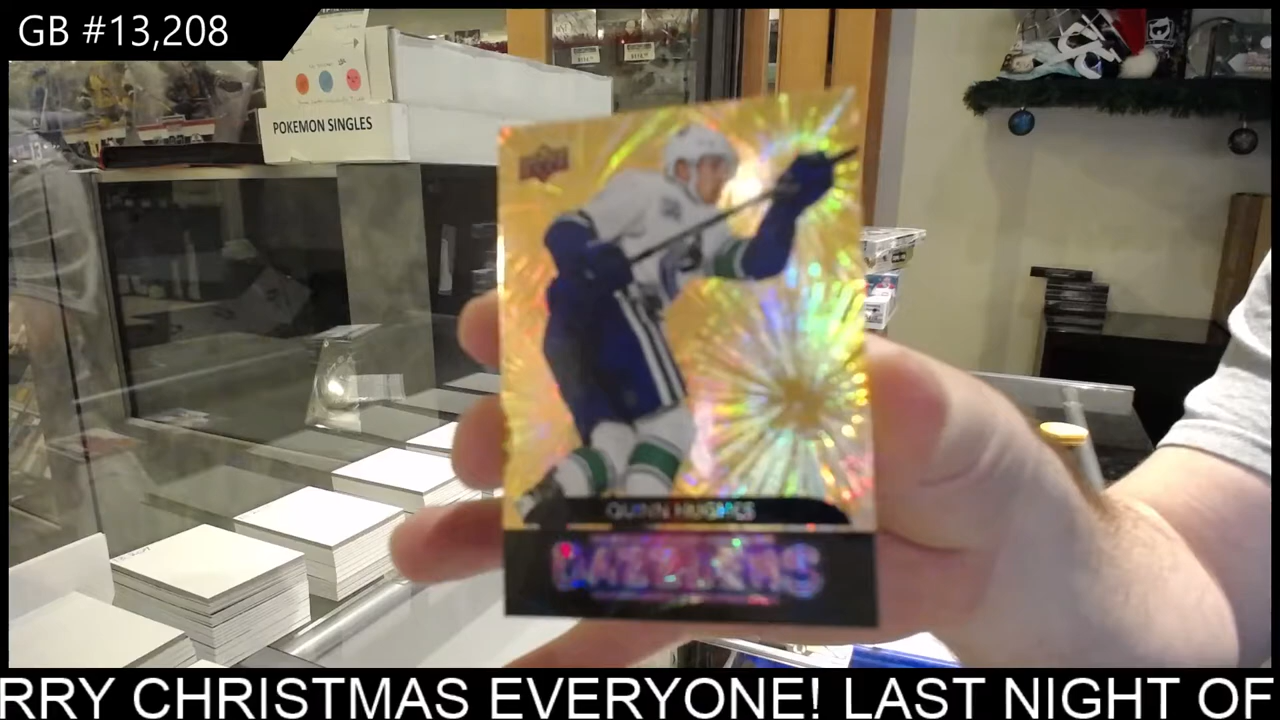 GB #13,208
POKEMON SINGLES
QUINN HUGHES
DAZZLERS
RRY CHRISTMAS EVERYONE! LAST NIGHT OF